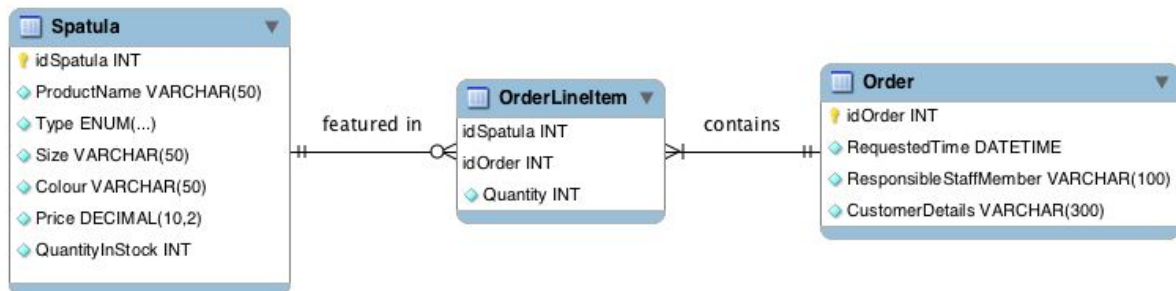 Spatula
idSpatula INT
ProductName VARCHAR(50)
Type ENUM(...)
Size VARCHAR(50)
Colour VARCHAR(50)
Price DECIMAL(10,2)
QuantityInStock INT
featured in
OrderLineItem
idSpatula INT
idOrder INT
Quantity INT
contains
Order
idOrder INT
RequestedTime DATETIME
ResponsibleStaffMember VARCHAR(100)
CustomerDetails VARCHAR(300)